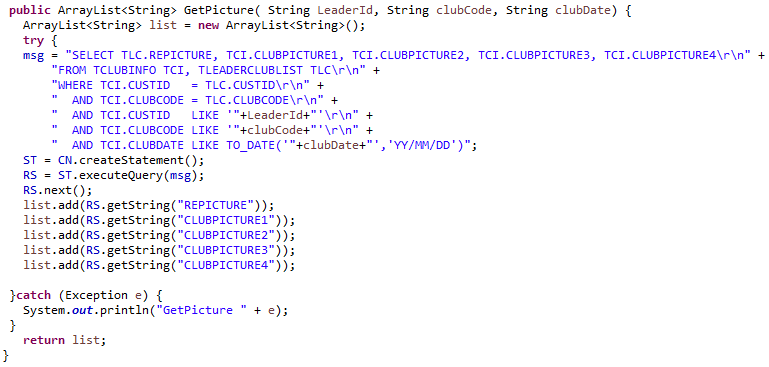 public ArrayList<String> GetPicture( String LeaderId, String clubCode, String clubDate) {
ArrayList<String> list = new ArrayList<String>();
try {
msg = "SELECT TLC.REPICTURE, TCI.CLUBPICTURE1, TCI.CLUBPICTURE2, TCI.CLUBPICTURE3, TCI.CLUBPICTURE4\r\n" +
"FROM TCLUBINFO TCI, TLEADERCLUBLIST TLC\r\n" +
"WHERE TCI.CUSTID   = TLC.CUSTID\r\n" +
"  AND TCI.CLUBCODE = TLC.CLUBCODE\r\n" +
"  AND TCI.CUSTID   LIKE '"+LeaderId+"'\r\n" +
"  AND TCI.CLUBCODE LIKE '"+clubCode+"'\r\n" +
"  AND TCI.CLUBDATE LIKE TO_DATE('"+clubDate+"','YY/MM/DD')";
ST = CN.createStatement();
RS = ST.executeQuery(msg);
RS.next();
list.add(RS.getString("REPICTURE"));
list.add(RS.getString("CLUBPICTURE1"));
list.add(RS.getString("CLUBPICTURE2"));
list.add(RS.getString("CLUBPICTURE3"));
list.add(RS.getString("CLUBPICTURE4"));
}catch (Exception e) {
System.out.println("GetPicture " + e);
}
return list;
}